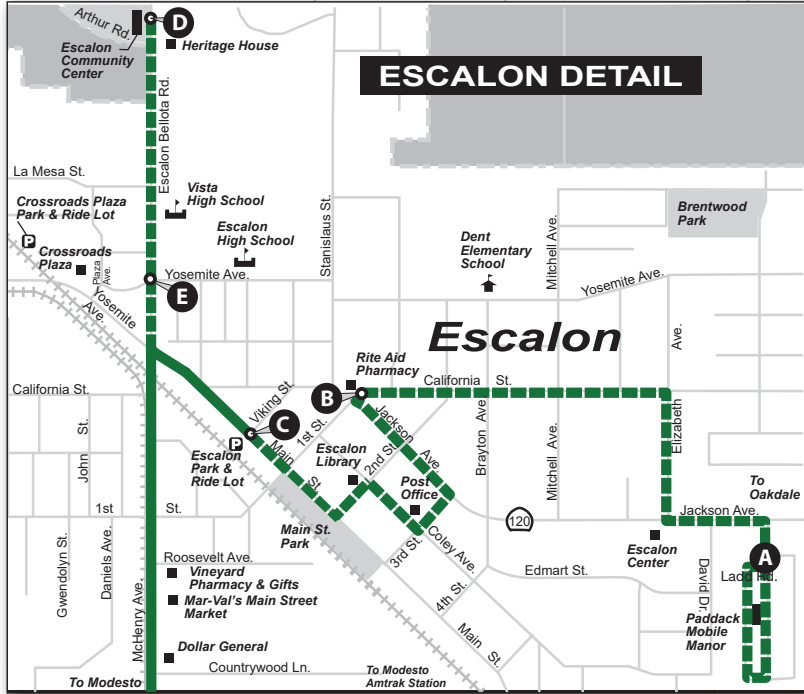 Arthur Rd.
D
Escalon
Community
Center
Heritage House
ESCALON DETAIL
Escalon Bellota Rd.
La Mesa St.
Vista
High School
Crossroads Plaza
Park & Ride Lot
P
Crossroads
Plaza
Plaza
Ave.
Escalon
High School
Stanislaus St.
Dent
Elementary
School
Mitchell Ave.
Brentwood
Park
Yosemite Ave.
E
Yosemite
Ave.
Yosemite Ave.
Escalon
Ave.
Elizabeth
Rite Aid
Pharmacy
California St.
B
California St.
Viking St.
C
Jackson Ave.
1st St.
Main St.
2nd St.
Brayton Ave
Mitchell Ave.
John St.
P
Escalon
Park &
Ride Lot
Escalon
Library
Post
Office
To
Oakdale
1st St.
120
Jackson Ave.
Main St.
Park
3rd St.
Coley Ave.
Escalon
Center
A
Gwendolyn St.
Daniels Ave.
McHenry Ave.
Roosevelt Ave.
Vineyard
Pharmacy & Gifts
Mar-Val's Main Street
Market
4th St.
Edmart St.
David Dr.
Ladd Rd.
Paddack
Mobile
Manor
Main St.
Dollar General
Countrywood Ln.
To Modesto
To Modesto
Amtrak Station